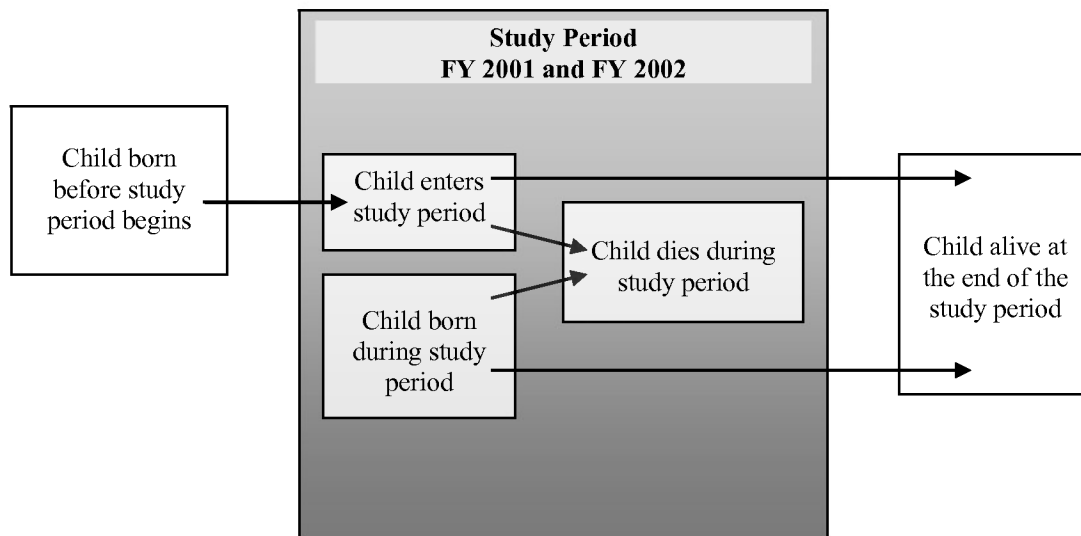 Study Period
FY 2001 and FY 2002
Child born
before study
period begins
Child enters
study period
Child dies during
study period
Child born
during study
period
Child alive at
the end of the
study period